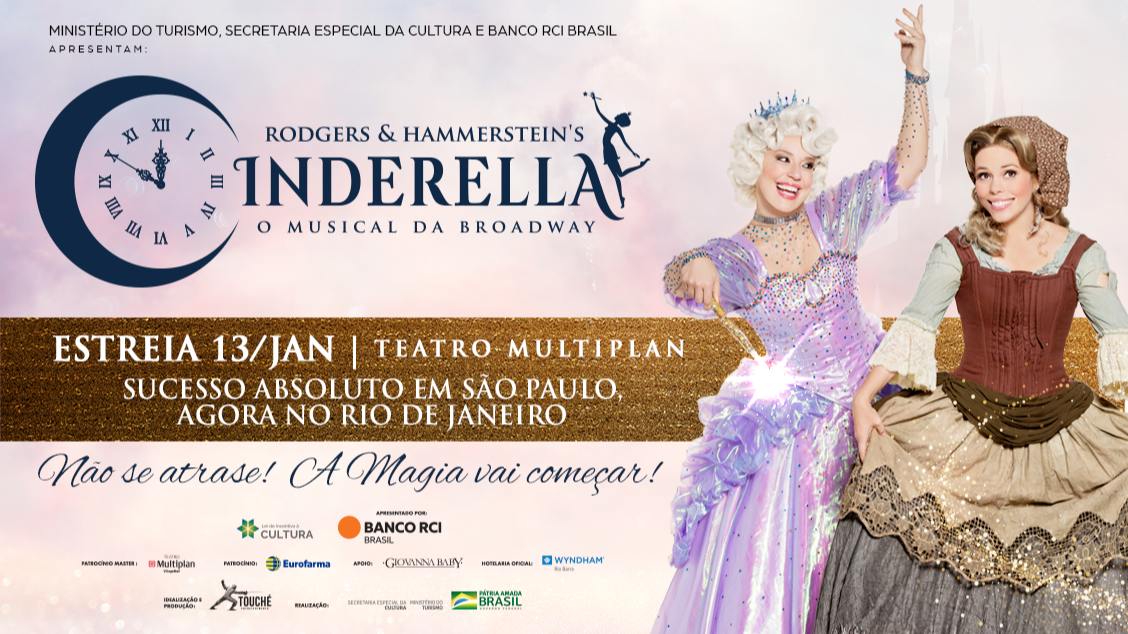 MINISTÉRIO DO TURISMO, SECRETARIA ESPECIAL DA CULTURA E BANCO RCI BRASIL
APRESENTAM:
XII
I
II
III
IV
V
VI
VII
VIII
IX
X
XI
RODGERS & HAMMERSTEIN'S
CINDERELLA
O MUSICAL DA BROADWAY
ESTREIA 13/JAN | TEATRO MULTIPLAN
SUCESSO ABSOLUTO EM SÃO PAULO,
AGORA NO RIO DE JANEIRO
Não se atrase! A Magia vai começar!
Lei de Incentivo à
CULTURA
APRESENTADO POR:
BANCO RCI
BRASIL
PATROCÍNIO MASTER:
TEATRO
Multiplan
VillageMall
PATROCÍNIO:
Eurofarma
APOIO:
GIOVANNA BABY
HOTELARIA OFICIAL:
WYNDHAM
Rio Barra
IDEALIZAÇÃO E
PRODUÇÃO:
TOUCHÉ
ENTRETENIMENTO
REALIZAÇÃO:
SECRETARIA ESPECIAL DA
CULTURA
MINISTÉRIO DO
TURISMO
PÁTRIA AMADA
BRASIL
GOVERNO FEDERAL